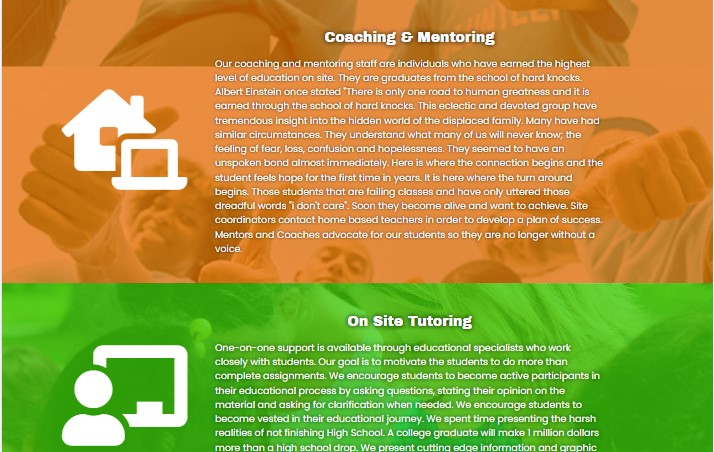 Coaching & Mentoring
Our coaching and mentoring staff are individuals who have earned the highest
level of education on site. They are graduates from the school of hard knocks.
Albert Einstein once stated "There is only one road to human greatness and it is
earned through the school of hard knocks. This eclectic and devoted group have
tremendous insight into the hidden world of the displaced family. Many have had
similar circumstances. They understand what many of us will never know; the
feeling of fear, loss, confusion and hopelessness. They seemed to have an
unspoken bond almost immediately. Here is where the connection begins and the
student feels hope for the first time in years. It is here where the turn around
begins. Those students that are failing classes and have only uttered those
dreadful words "i don't care". Soon they become alive and want to achieve. Site
coordinators contact home based teachers in order to develop a plan of success.
Mentors and Coaches advocate for our students so they are no longer without a
voice.
On Site Tutoring
One-on-one support is available through educational specialists who work
closely with students. Our goal is to motivate the students to do more than
complete assignments. We encourage students to become active participants in
their educational process by asking questions, stating their opinion on the
material and asking for clarification when needed. We encourage students to
become vested in their educational journey. We spent time presenting the harsh
realities of not finishing High School. A college graduate will make 1 million dollars
more than a high school drop. We present cutting edge information and graphic